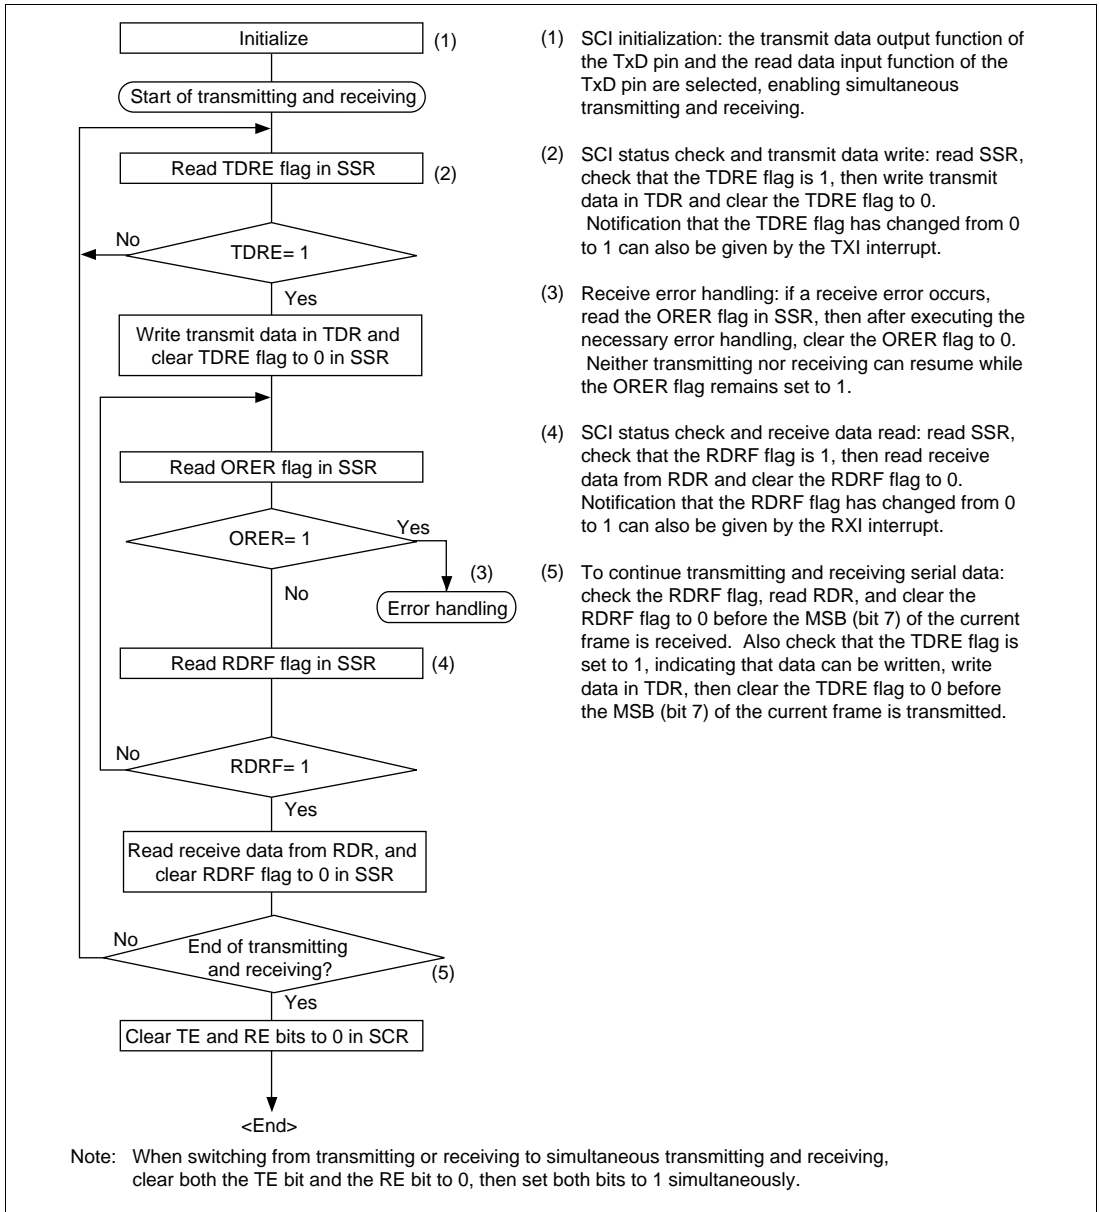 Initialize
(1)
Start of transmitting and receiving
Read TDRE flag in SSR
(2)
No
TDRE= 1
Yes
Write transmit data in TDR and
clear TDRE flag to 0 in SSR
Read ORER flag in SSR
ORER= 1
Yes
(3)
No
Error handling
Read RDRF flag in SSR
(4)
No
RDRF= 1
Yes
Read receive data from RDR, and
clear RDRF flag to 0 in SSR
No
End of transmitting
and receiving?
(5)
Yes
Clear TE and RE bits to 0 in SCR
<End>
(1) SCI initialization: the transmit data output function of
the TxD pin and the read data input function of the
TxD pin are selected, enabling simultaneous
transmitting and receiving.
(2) SCI status check and transmit data write: read SSR,
check that the TDRE flag is 1, then write transmit
data in TDR and clear the TDRE flag to 0.
Notification that the TDRE flag has changed from 0
to 1 can also be given by the TXI interrupt.
(3) Receive error handling: if a receive error occurs,
read the ORER flag in SSR, then after executing the
necessary error handling, clear the ORER flag to 0.
Neither transmitting nor receiving can resume while
the ORER flag remains set to 1.
(4) SCI status check and receive data read: read SSR,
check that the RDRF flag is 1, then read receive
data from RDR and clear the RDRF flag to 0.
Notification that the RDRF flag has changed from 0
to 1 can also be given by the RXI interrupt.
(5) To continue transmitting and receiving serial data:
check the RDRF flag, read RDR, and clear the
RDRF flag to 0 before the MSB (bit 7) of the current
frame is received. Also check that the TDRE flag is
set to 1, indicating that data can be written, write
data in TDR, then clear the TDRE flag to 0 before
the MSB (bit 7) of the current frame is transmitted.
Note: When switching from transmitting or receiving to simultaneous transmitting and receiving,
clear both the TE bit and the RE bit to 0, then set both bits to 1 simultaneously.